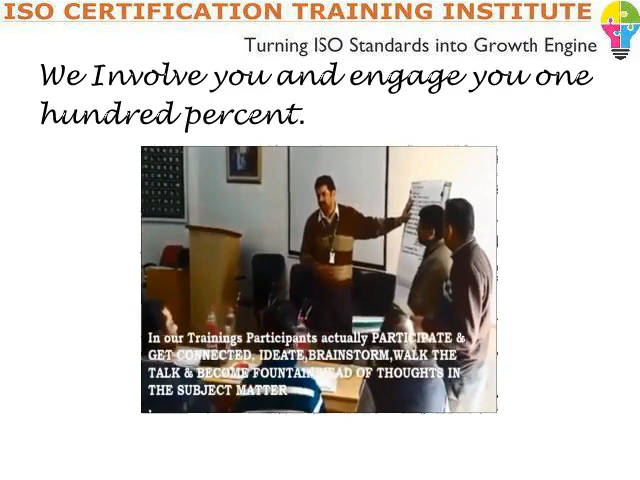 ISO CERTIFICATION TRAINING INSTITUTE
Turning ISO Standards into Growth Engine
We Involve you and engage you one
hundred percent.
In our Trainings Participants actually PARTICIPATE &
GET CONNECTED. IDEATE,BRAINSTORM,WALK THE
TALK & BECOME FOUNTAINHEAD OF THOUGHTS IN
THE SUBJECT MATTER